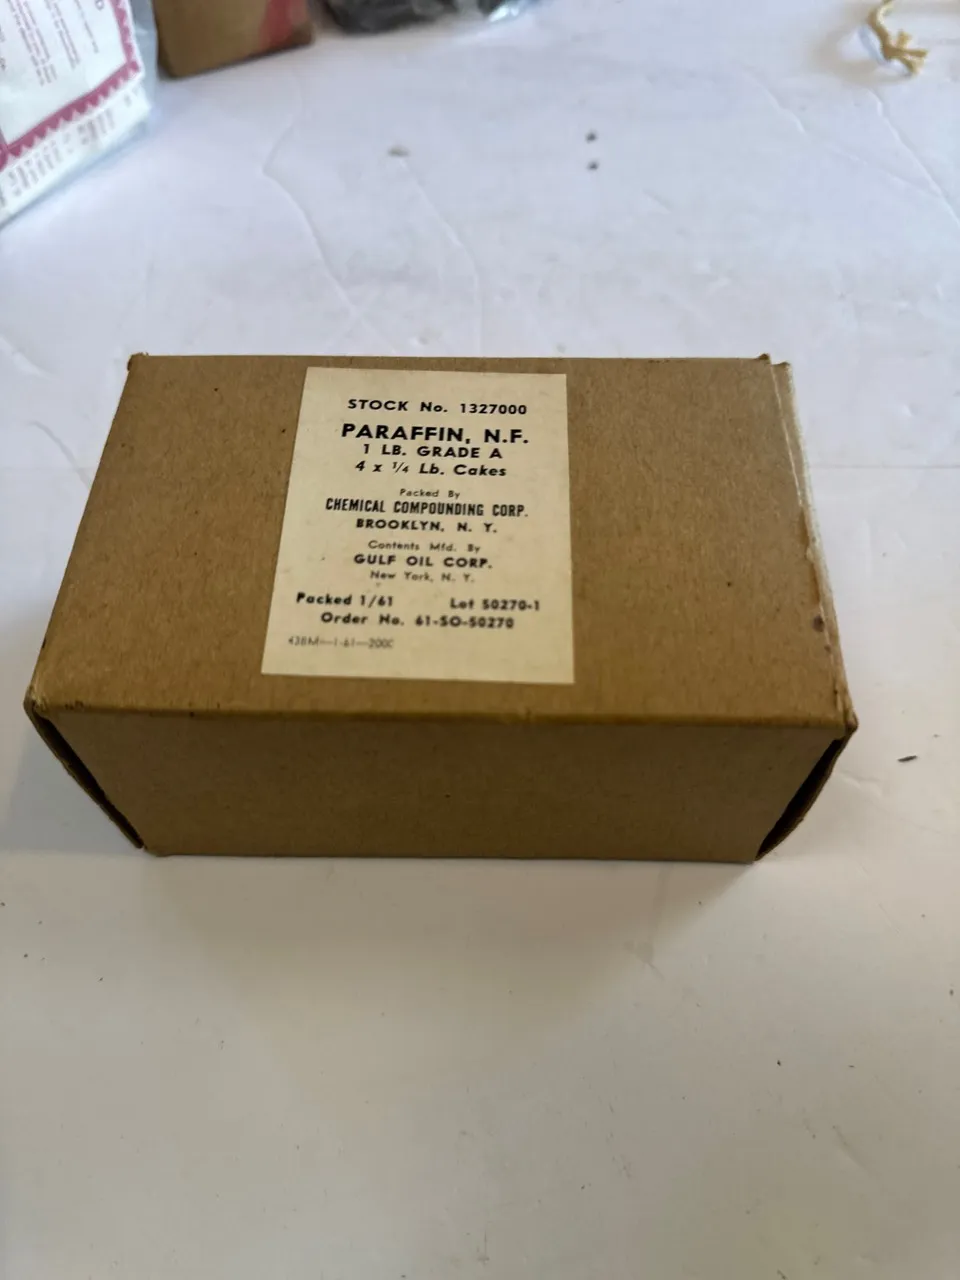 STOCK No. 1327000
PARAFFIN, N.F.
1 LB. GRADE A
4 x 1/4 Lb. Cakes
Packed By
CHEMICAL COMPOUNDING CORP.
BROOKLYN, N. Y.
Contents Mfd. By
GULF OIL CORP.
New York, N. Y.
Packed 1/61 Lot 50270-1
Order No. 61-SO-50270